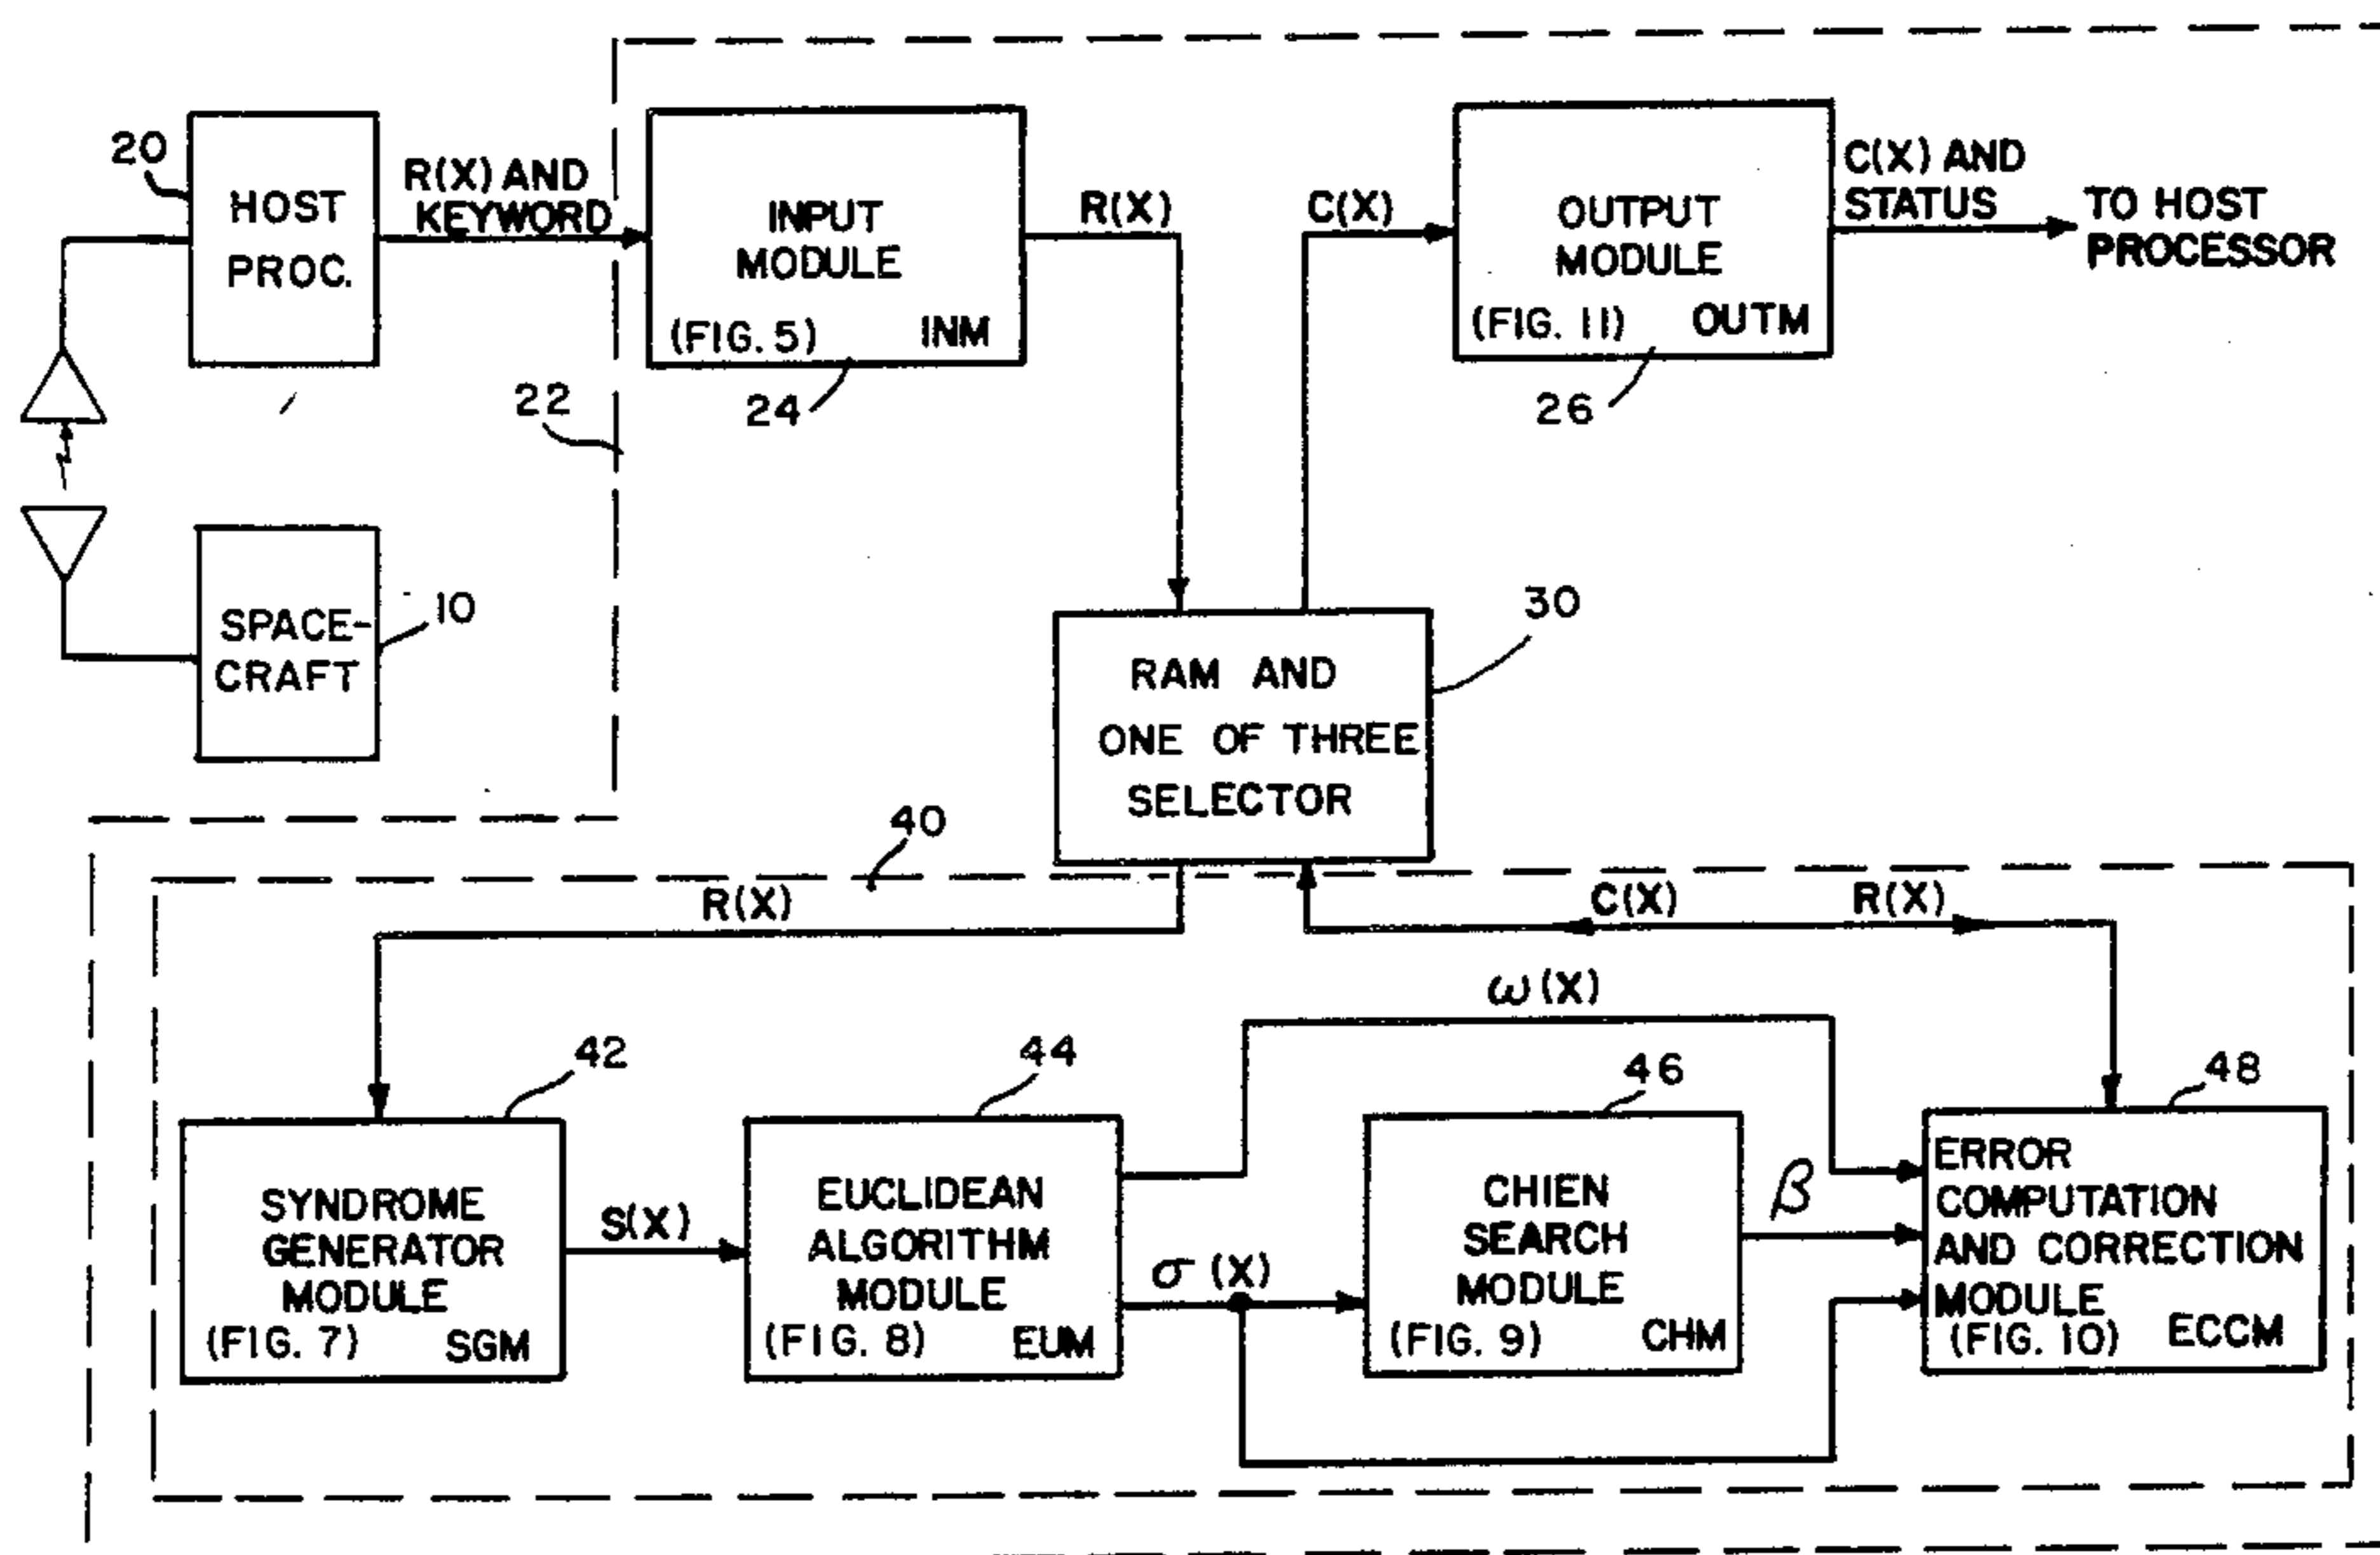 20
HOST
PROC.
R(X) AND
KEYWORD
22
INPUT
MODULE
(FIG. 5) INM
24
R(X)
C(X)
OUTPUT
MODULE
(FIG. 11) OUTM
26
C(X) AND
STATUS
TO HOST
PROCESSOR
SPACE-
CRAFT
10
RAM AND
ONE OF THREE
SELECTOR
30
40
R(X)
C(X) R(X)
ω(X)
42
SYNDROME
GENERATOR
MODULE
(FIG. 7) SGM
S(X)
44
EUCLIDEAN
ALGORITHM
MODULE
(FIG. 8) EUM
σ(X)
46
CHIEN
SEARCH
MODULE
(FIG. 9) CHM
β
48
ERROR
COMPUTATION
AND CORRECTION
MODULE
(FIG. 10) ECCM